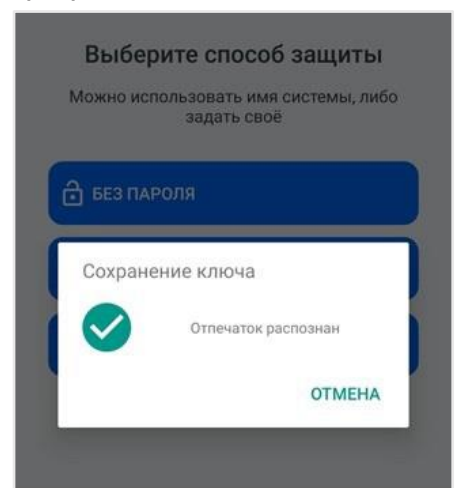 Выберите способ защиты
Можно использовать имя системы, либо
задать своё
БЕЗ ПАРОЛЯ
Сохранение ключа
Отпечаток распознан
ОТМЕНА